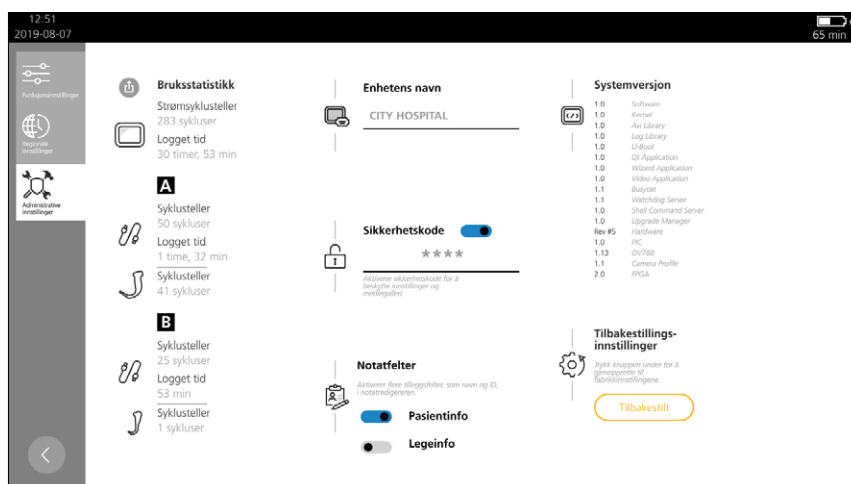 12:51
2019-08-07
65 min
Funksjonsinnstillinger
Regionale
innstillinger
Administrative
innstillinger
Bruksstatistikk
Strømsyklusteller
283 sykluser
Logget tid
30 timer, 53 min
A
Syklusteller
50 sykluser
Logget tid
1 time, 32 min
Syklusteller
41 sykluser
B
Syklusteller
25 sykluser
Logget tid
53 min
Syklusteller
1 sykluser
Enhetens navn
CITY HOSPITAL
Sikkerhetskode
****
Aktiverer sikkerhetskode for å
beskytte innstillinger og
mediegalleri.
Notatfelter
Aktiverer flere tilleggsfelter, som navn og ID,
i notatredigereren.
Pasientinfo
Legeinfo
Systemversjon
1.0 Software
1.0 Kernel
1.0 Avi Library
1.0 Log Library
1.0 U-Boot
1.0 Qt Application
1.0 Wizard Application
1.0 Video Application
1.1 Busycat
1.1 Watchdog Server
1.0 Shell Command Server
1.0 Upgrade Manager
Rev #5 Hardware
1.0 PIC
1.13 OV788
1.1 Camera Profile
2.0 FPGA
Tilbakestillings-
innstillinger
Trykk knappen under for å
gjenopprette til
fabrikkinnstillingene.
Tilbakestill